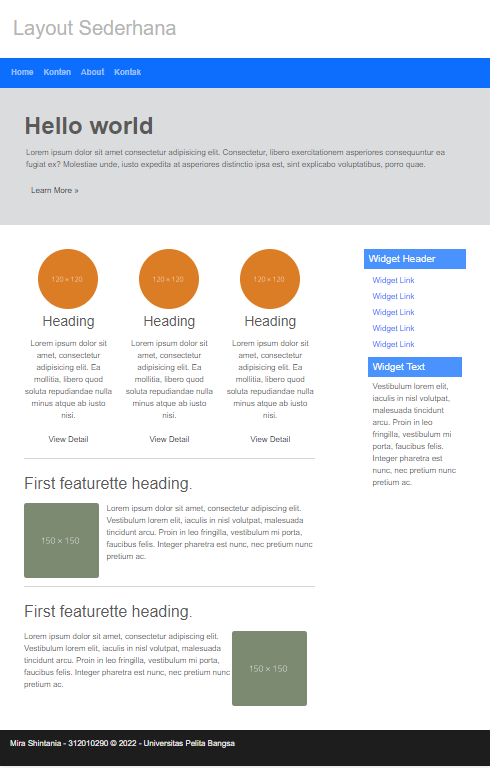 Layout Sederhana
Home Konten About Kontak
Hello world
Lorem ipsum dolor sit amet consectetur adipisicing elit. Consectetur, libero exercitationem asperiores consequuntur ea
fugiat ex? Molestiae unde, iusto expedita at asperiores distinctio ipsa est, sint explicabo voluptatibus, porro quae.
Learn More »
120 × 120
Heading
Lorem ipsum dolor sit
amet, consectetur
adipisicing elit. Ea
mollitia, libero quod
soluta repudiandae nulla
minus atque ab iusto
nisi.
View Detail
120 × 120
Heading
Lorem ipsum dolor sit
amet, consectetur
adipisicing elit. Ea
mollitia, libero quod
soluta repudiandae nulla
minus atque ab iusto
nisi.
View Detail
120 × 120
Heading
Lorem ipsum dolor sit
amet, consectetur
adipisicing elit. Ea
mollitia, libero quod
soluta repudiandae nulla
minus atque ab iusto
nisi.
View Detail
First featurette heading.
150 × 150
Lorem ipsum dolor sit amet, consectetur adipiscing elit.
Vestibulum lorem elit, iaculis in nisl volutpat, malesuada
tincidunt arcu. Proin in leo fringilla, vestibulum mi porta,
faucibus felis. Integer pharetra est nunc, nec pretium nunc
pretium ac.
First featurette heading.
Lorem ipsum dolor sit amet, consectetur adipiscing elit.
Vestibulum lorem elit, iaculis in nisl volutpat, malesuada
tincidunt arcu. Proin in leo fringilla, vestibulum mi porta,
faucibus felis. Integer pharetra est nunc, nec pretium nunc
pretium ac.
150 × 150
Widget Header
Widget Link
Widget Link
Widget Link
Widget Link
Widget Link
Widget Text
Vestibulum lorem elit,
iaculis in nisl volutpat,
malesuada tincidunt
arcu. Proin in leo
fringilla, vestibulum mi
porta, faucibus felis.
Integer pharetra est
nunc, nec pretium nunc
pretium ac.
Mira Shintania - 312010290 © 2022 - Universitas Pelita Bangsa